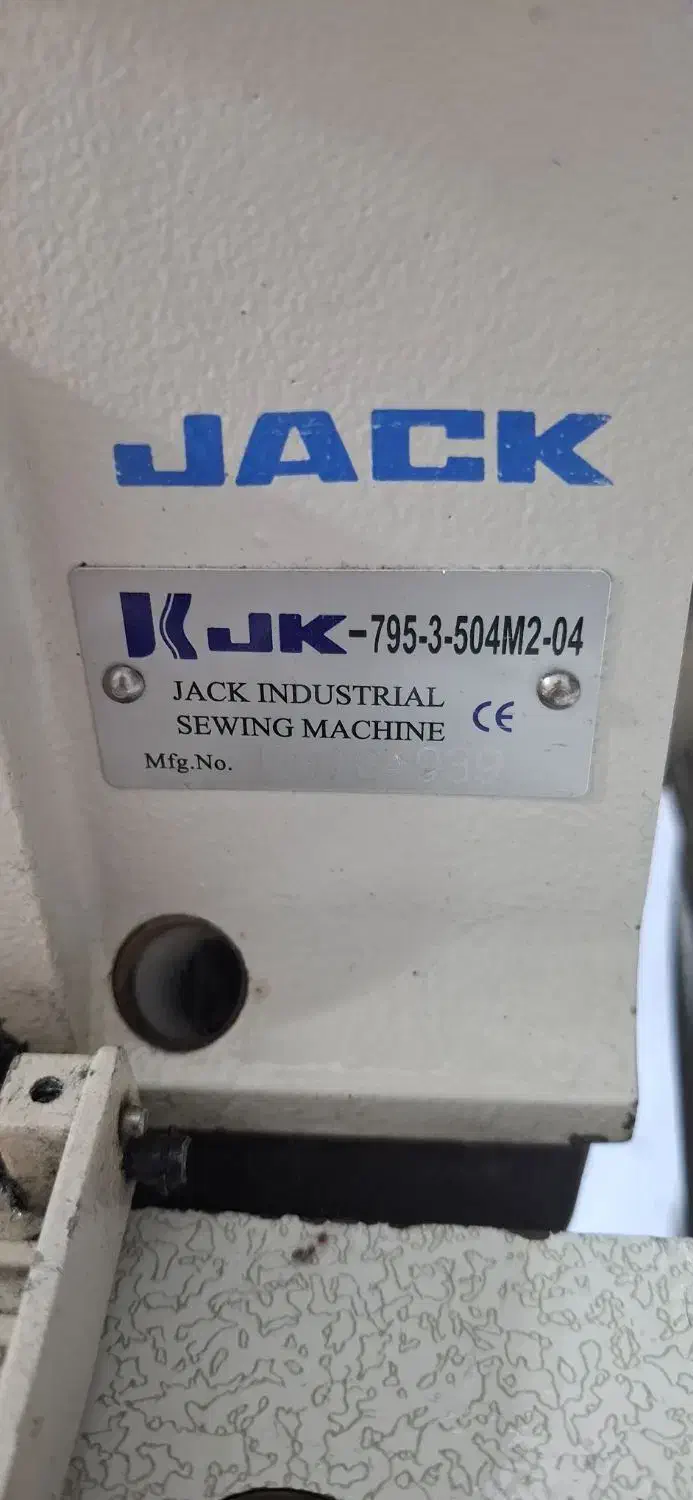 JACK
JK-795-3-504M2-04
JACK INDUSTRIAL
SEWING MACHINE CE
Mfg.No.